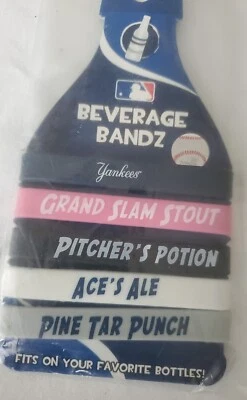 BEVERAGE
BANDZ
Yankees
GRAND SLAM STOUT
PITCHER'S POTION
ACE'S ALE
PINE TAR PUNCH
FITS ON YOUR FAVORITE BOTTLES!